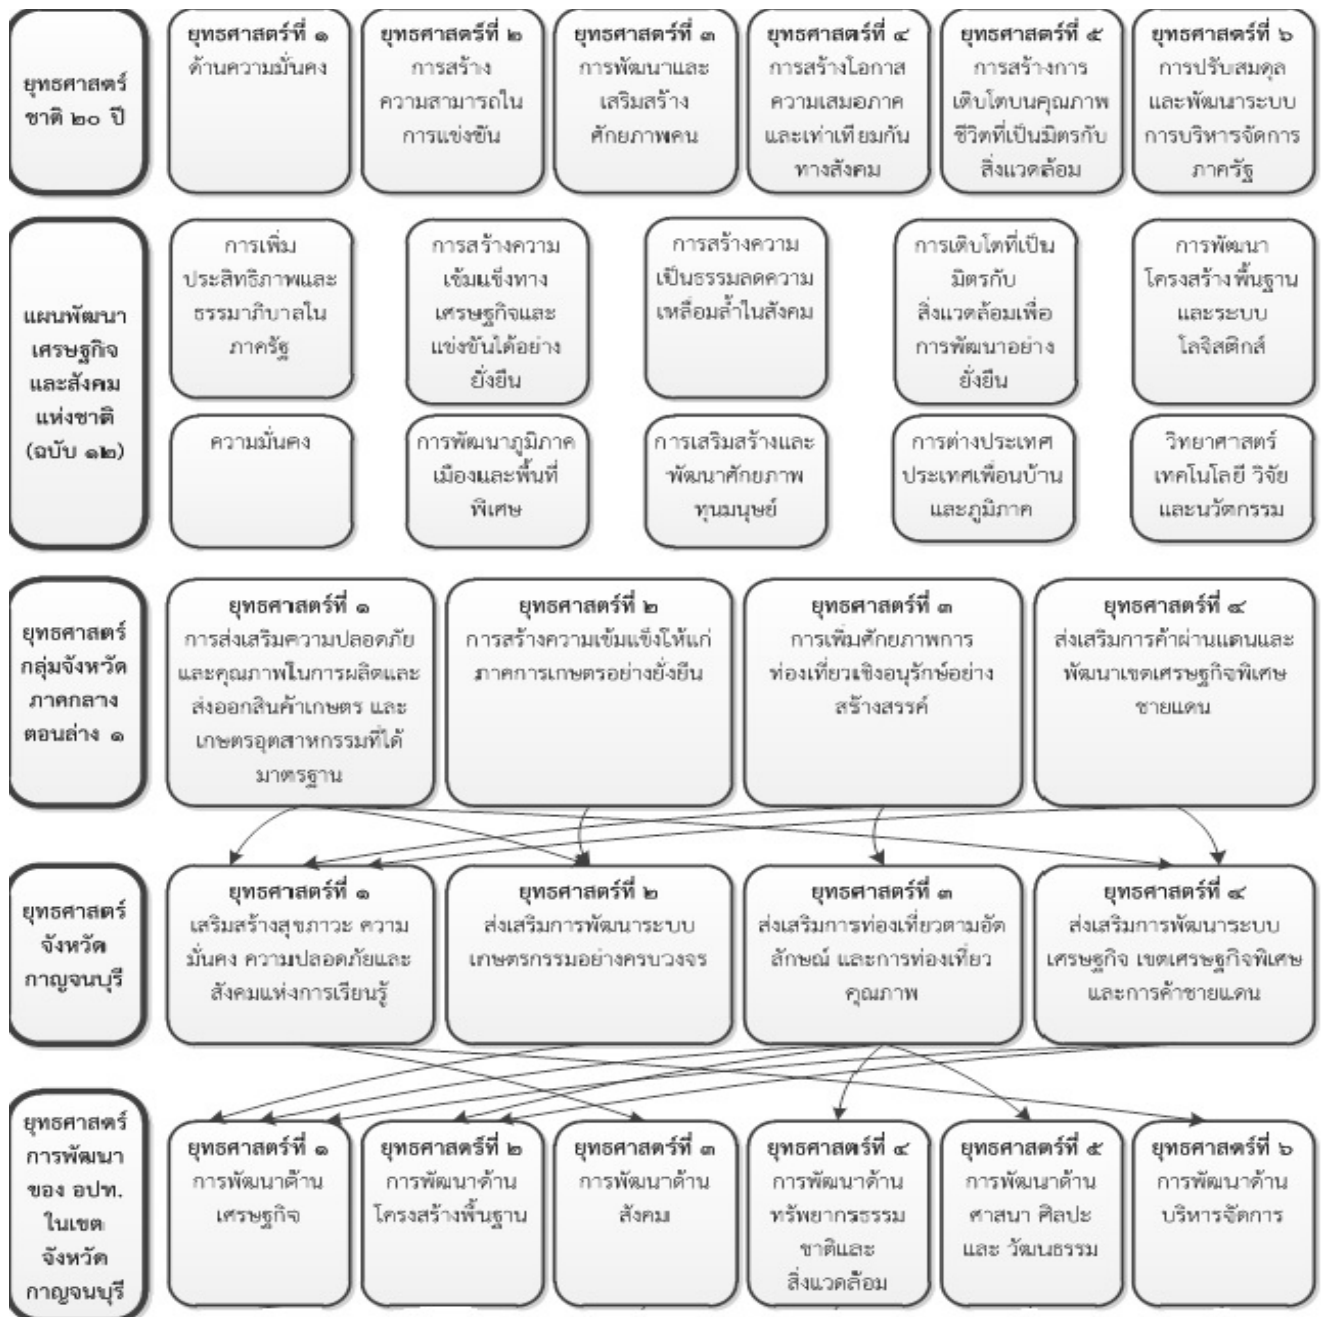 ยุทธศาสตร์
ชาติ ๒๐ ปี
ยุทธศาสตร์ที่ ๑
ด้านความมั่นคง
ยุทธศาสตร์ที่ ๒
การสร้าง
ความสามารถใน
การแข่งขัน
ยุทธศาสตร์ที่ ๓
การพัฒนาและ
เสริมสร้าง
ศักยภาพคน
ยุทธศาสตร์ที่ ๔
การสร้างโอกาส
ความเสมอภาค
และเท่าเทียมกัน
ทางสังคม
ยุทธศาสตร์ที่ ๕
การสร้างการ
เติบโตบนคุณภาพ
ชีวิตที่เป็นมิตรกับ
สิ่งแวดล้อม
ยุทธศาสตร์ที่ ๖
การปรับสมดุล
และพัฒนาระบบ
การบริหารจัดการ
ภาครัฐ
แผนพัฒนา
เศรษฐกิจ
และสังคม
แห่งชาติ
(ฉบับ ๑๒)
การเพิ่ม
ประสิทธิภาพและ
ธรรมาภิบาลใน
ภาครัฐ
การสร้างความ
เข้มแข็งทาง
เศรษฐกิจและ
แข่งขันได้อย่าง
ยั่งยืน
การสร้างความ
เป็นธรรมลดความ
เหลื่อมล้ำในสังคม
การเติบโตที่เป็น
มิตรกับ
สิ่งแวดล้อมเพื่อ
การพัฒนาอย่าง
ยั่งยืน
การพัฒนา
โครงสร้างพื้นฐาน
และระบบ
โลจิสติกส์
ความมั่นคง
การพัฒนาภูมิภาค
เมืองและพื้นที่
พิเศษ
การเสริมสร้างและ
พัฒนาศักยภาพ
ทุนมนุษย์
การต่างประเทศ
ประเทศเพื่อนบ้าน
และภูมิภาค
วิทยาศาสตร์
เทคโนโลยี วิจัย
และนวัตกรรม
ยุทธศาสตร์
กลุ่มจังหวัด
ภาคกลาง
ตอนล่าง ๑
ยุทธศาสตร์ที่ ๑
การส่งเสริมความปลอดภัย
และคุณภาพในการผลิตและ
ส่งออกสินค้าเกษตร และ
เกษตรอุตสาหกรรมที่ได้
มาตรฐาน
ยุทธศาสตร์ที่ ๒
การสร้างความเข้มแข็งให้แก่
ภาคการเกษตรอย่างยั่งยืน
ยุทธศาสตร์ที่ ๓
การเพิ่มศักยภาพการ
ท่องเที่ยวเชิงอนุรักษ์อย่าง
สร้างสรรค์
ยุทธศาสตร์ที่ ๔
ส่งเสริมการค้าผ่านแดนและ
พัฒนาเขตเศรษฐกิจพิเศษ
ชายแดน
ยุทธศาสตร์
จังหวัด
กาญจนบุรี
ยุทธศาสตร์ที่ ๑
เสริมสร้างสุขภาวะ ความ
มั่นคง ความปลอดภัยและ
สังคมแห่งการเรียนรู้
ยุทธศาสตร์ที่ ๒
ส่งเสริมการพัฒนาระบบ
เกษตรกรรมอย่างครบวงจร
ยุทธศาสตร์ที่ ๓
ส่งเสริมการท่องเที่ยวตามอัต
ลักษณ์ และการท่องเที่ยว
คุณภาพ
ยุทธศาสตร์ที่ ๔
ส่งเสริมการพัฒนาระบบ
เศรษฐกิจ เขตเศรษฐกิจพิเศษ
และการค้าชายแดน
ยุทธศาสตร์
การพัฒนา
ของ อปท.
ในเขต
จังหวัด
กาญจนบุรี
ยุทธศาสตร์ที่ ๑
การพัฒนาด้าน
เศรษฐกิจ
ยุทธศาสตร์ที่ ๒
การพัฒนาด้าน
โครงสร้างพื้นฐาน
ยุทธศาสตร์ที่ ๓
การพัฒนาด้าน
สังคม
ยุทธศาสตร์ที่ ๔
การพัฒนาด้าน
ทรัพยากรธรรม
ชาติและ
สิ่งแวดล้อม
ยุทธศาสตร์ที่ ๕
การพัฒนาด้าน
ศาสนา ศิลปะ
และ วัฒนธรรม
ยุทธศาสตร์ที่ ๖
การพัฒนาด้าน
บริหารจัดการ